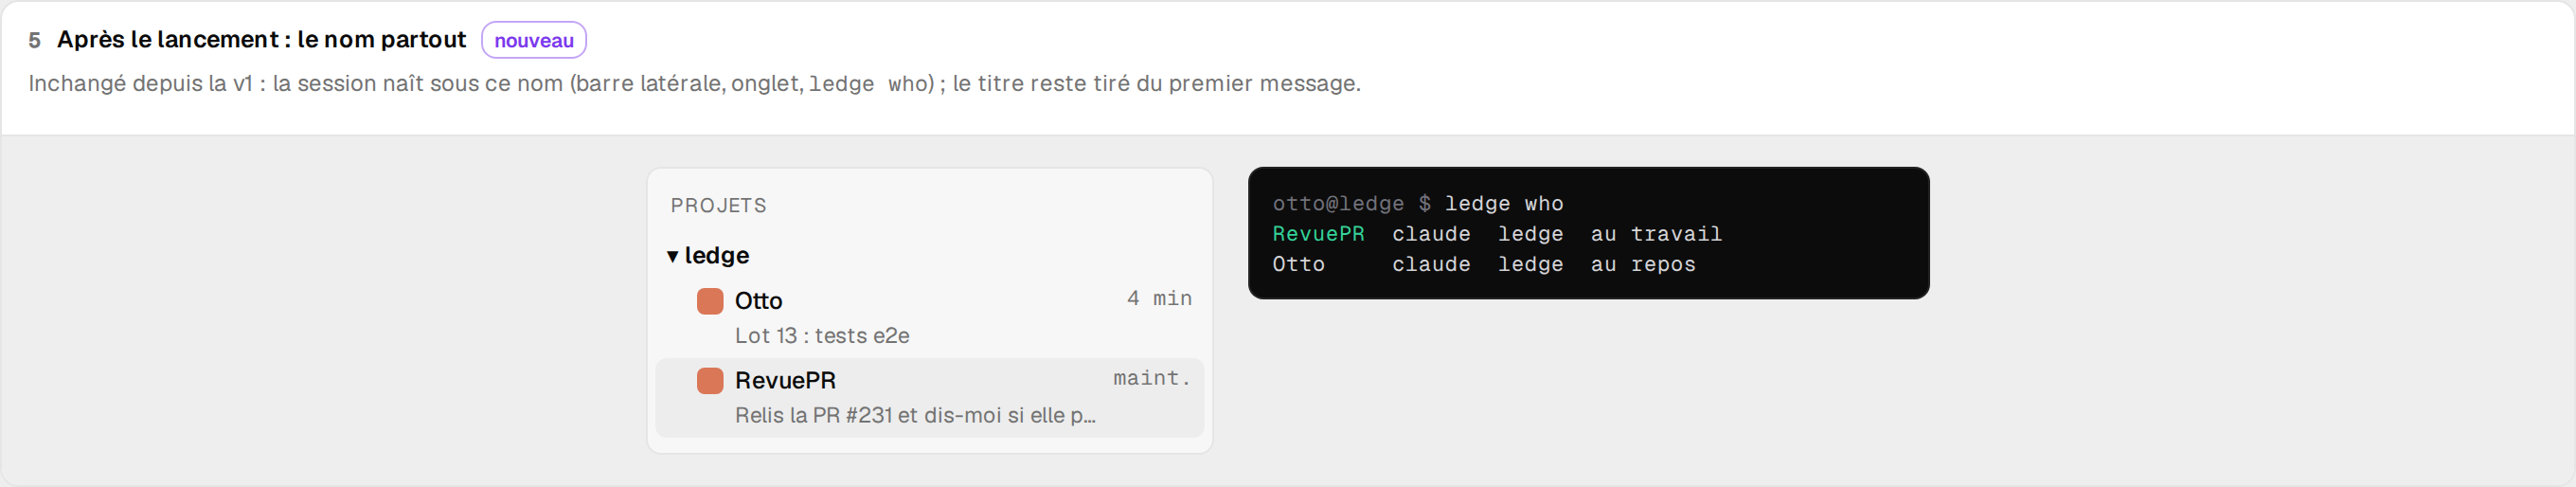 5 Après le lancement : le nom partout nouveau
Inchangé depuis la v1 : la session naît sous ce nom (barre latérale, onglet, ledge who) ; le titre reste tiré du premier message.
PROJETS
▾ ledge
Otto 4 min
Lot 13 : tests e2e
RevuePR maint.
Relis la PR #231 et dis-moi si elle p…
otto@ledge $ ledge who
RevuePR claude ledge au travail
Otto claude ledge au repos